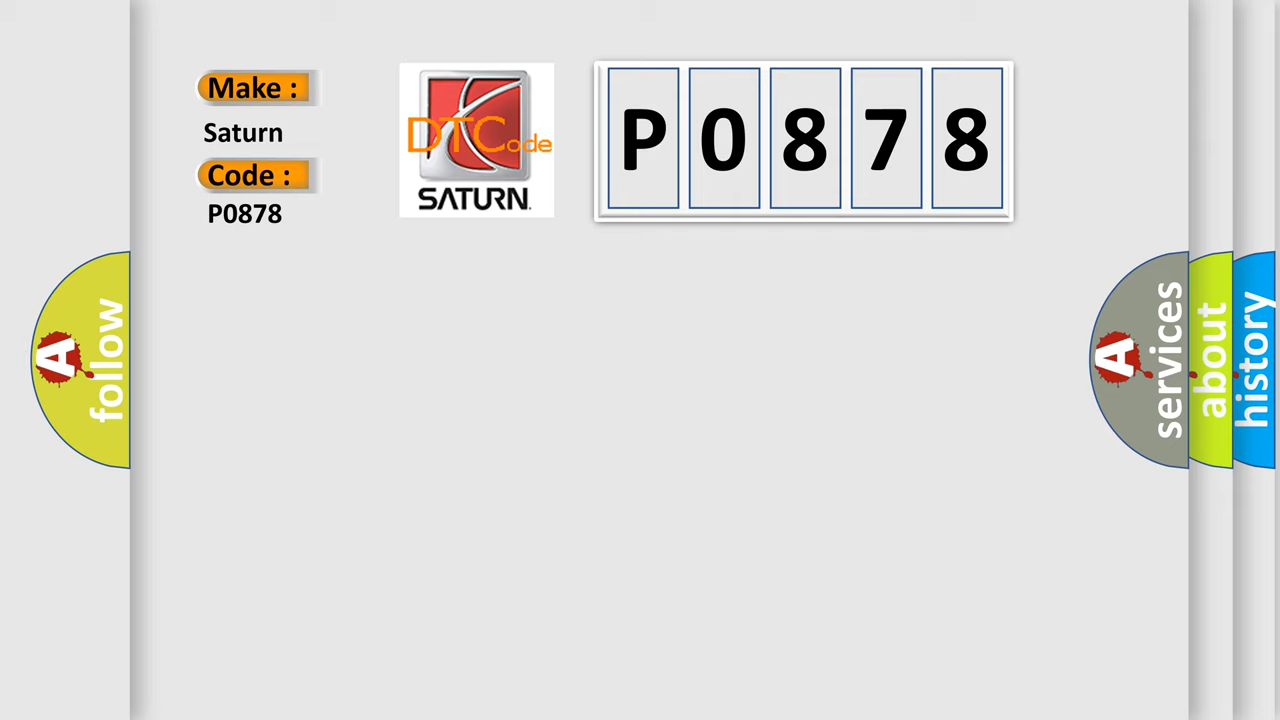 Make :
Saturn
Code :
P0878
DTCode
SATURN
P0878
A follow
A services
about
history